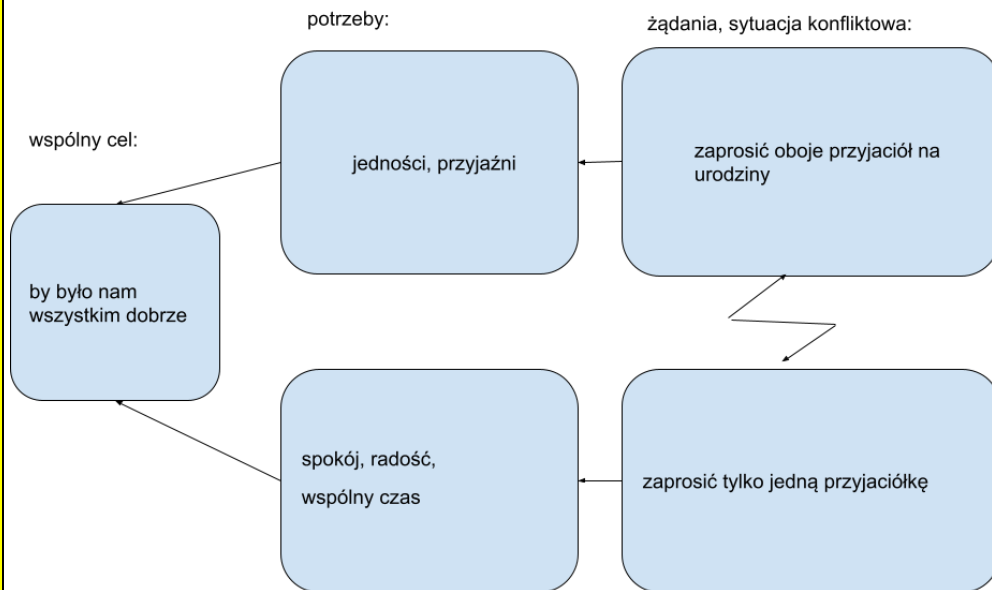 potrzeby:
żądania, sytuacja konfliktowa:
wspólny cel:
jedności, przyjaźni
zaprosić oboje przyjaciół na
urodziny
by było nam
wszystkim dobrze
spokój, radość,
wspólny czas
zaprosić tylko jedną przyjaciółkę